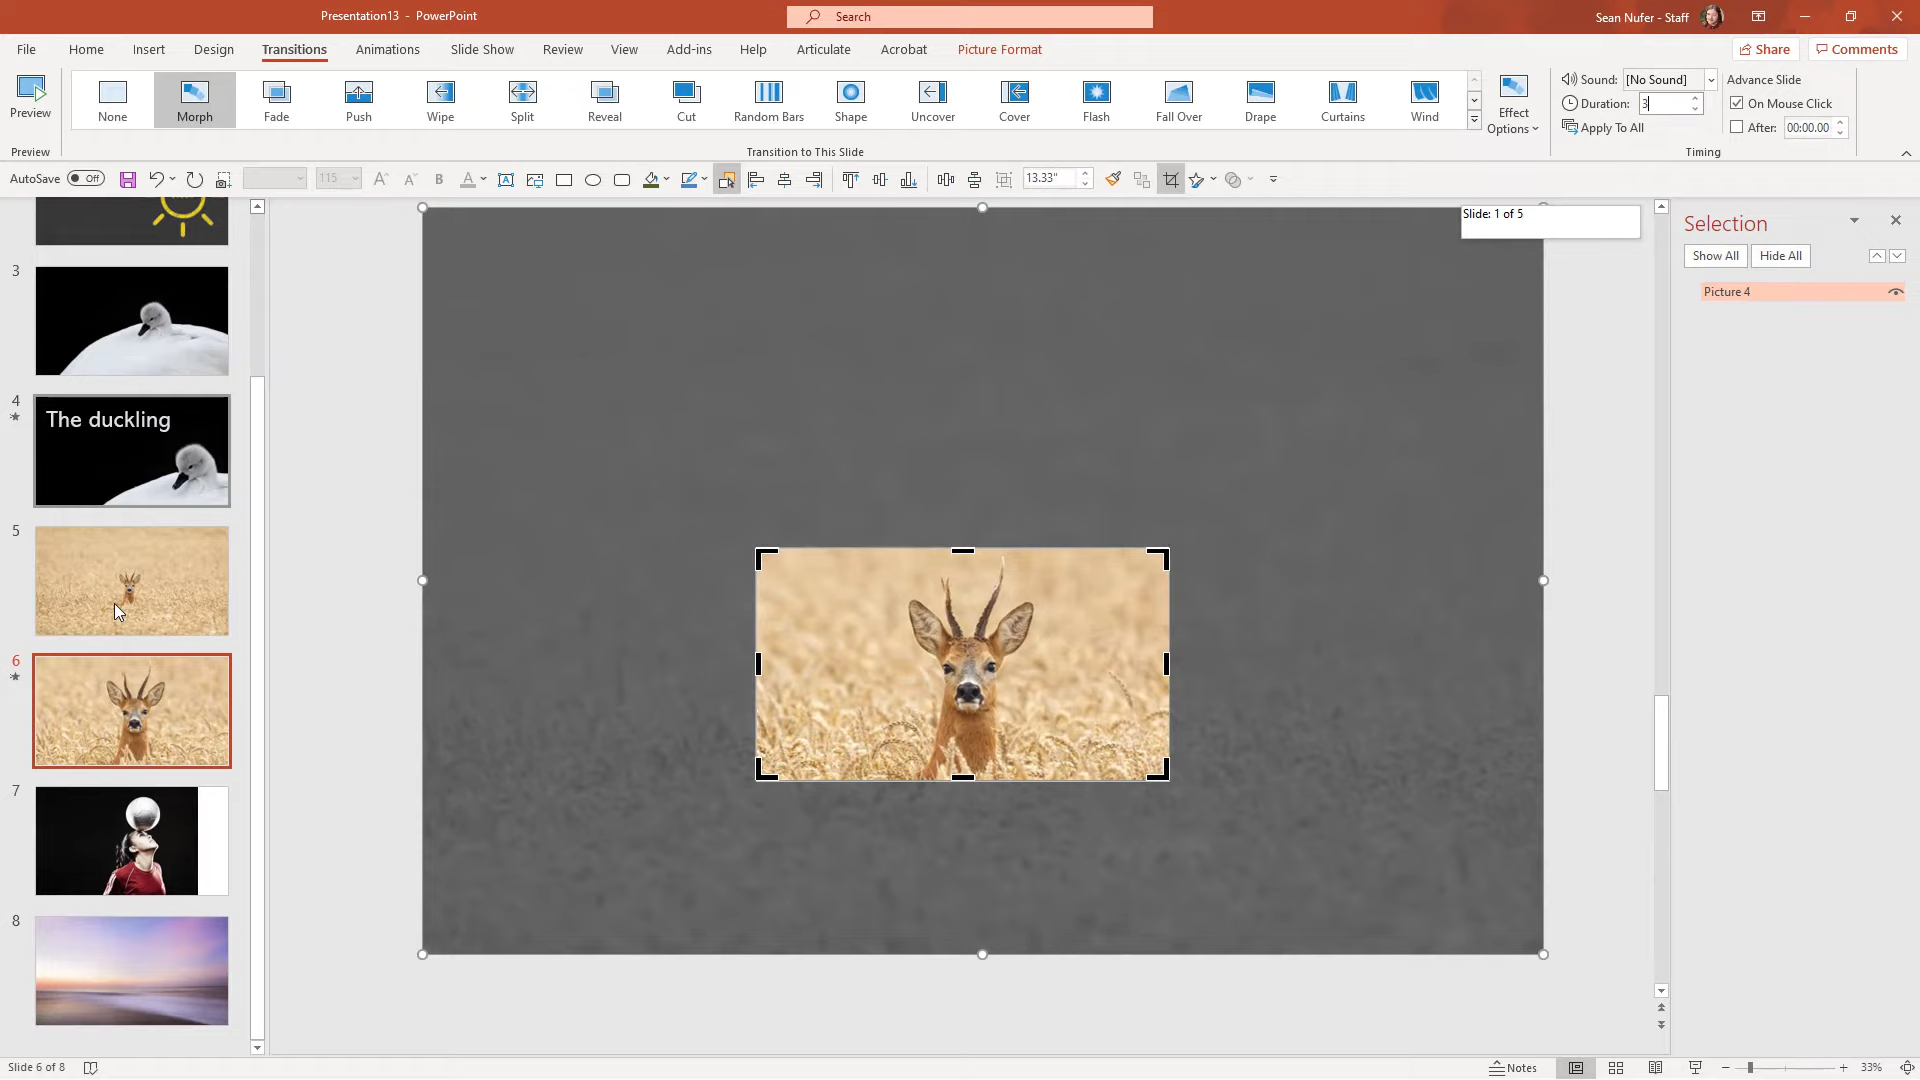 Presentation13 - PowerPoint
Search
Sean Nufer - Staff
File Home Insert Design Transitions Animations Slide Show Review View Add-ins Help Articulate Acrobat Picture Format
Share Comments
Preview
None Morph Fade Push Wipe Split Reveal Cut Random Bars Shape Uncover Cover Flash Fall Over Drape Curtains Wind
Effect
Options
Sound: [No Sound]
Duration: 3
Apply To All
Advance Slide
On Mouse Click
After: 00:00.00
Preview
Transition to This Slide
Timing
AutoSave Off
115
13.33"
3
4
The duckling
5
6
7
8
Slide: 1 of 5
Selection
Show All Hide All
Picture 4
Slide 6 of 8
Notes
33%